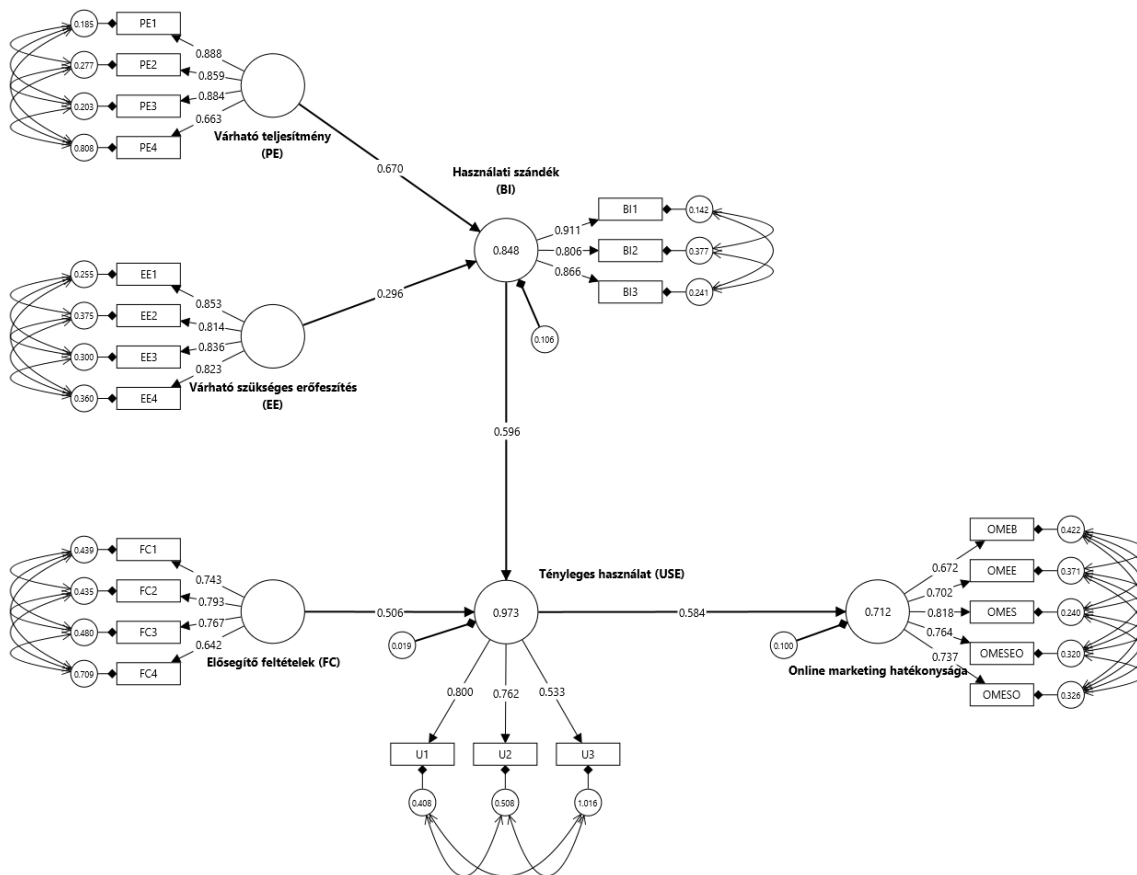 0.185
PE1
0.888
0.277
PE2
0.859
0.203
PE3
0.884
0.808
PE4
0.663
Várható teljesítmény
(PE)
0.670
Használati szándék
(BI)
0.848
0.911
BI1
0.142
0.806
BI2
0.377
0.866
BI3
0.241
0.106
0.255
EE1
0.853
0.375
EE2
0.814
0.300
EE3
0.836
0.360
EE4
0.823
Várható szükséges erőfeszítés
(EE)
0.296
0.596
0.439
FC1
0.743
0.435
FC2
0.793
0.480
FC3
0.767
0.709
FC4
0.642
Elősegítő feltételek (FC)
0.506
Tényleges használat (USE)
0.973
0.019
0.584
0.800
0.762
0.533
U1
U2
U3
0.408
0.508
1.016
0.712
0.100
Online marketing hatékonysága
0.672
OMEB
0.422
0.702
OMEE
0.371
0.818
OMES
0.240
0.764
OMESEO
0.320
0.737
OMESO
0.326